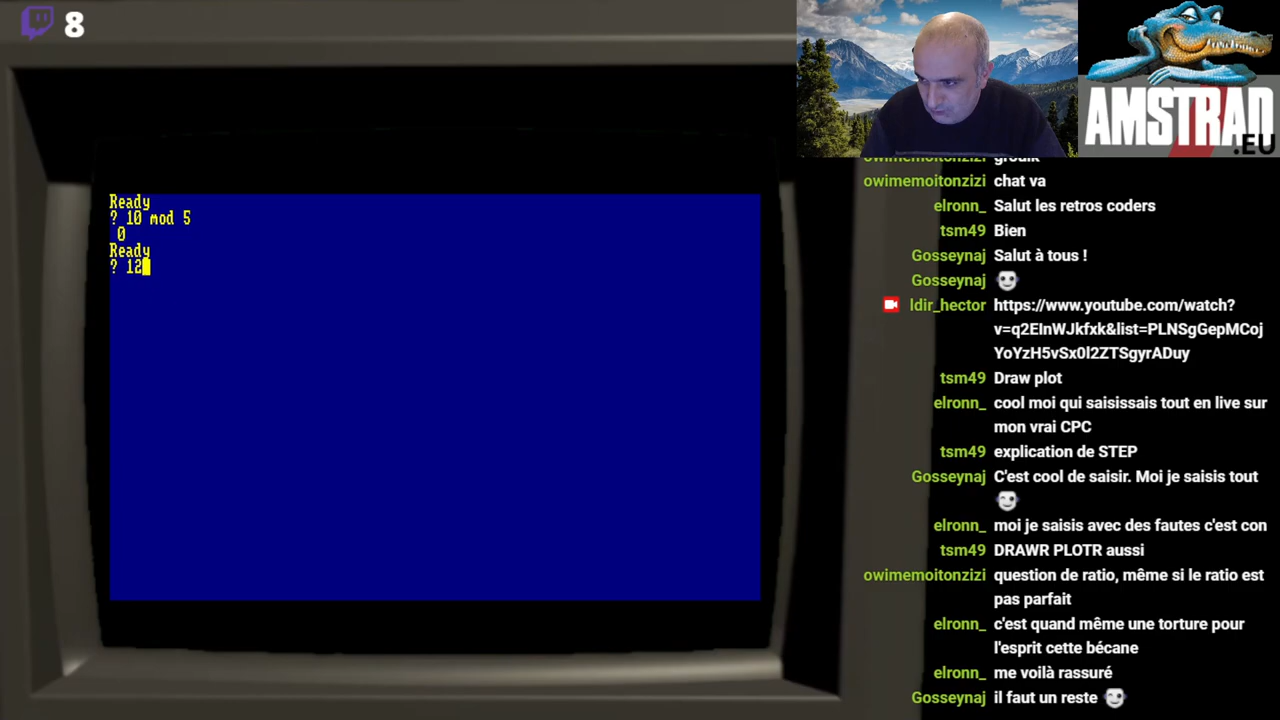 8
AMSTRAD
.EU
Ready
? 10 mod 5
0
Ready
? 12
owimemoitonzizi groulk
owimemoitonzizi chat va
elronn_ Salut les retros coders
tsm49 Bien
Gosseynaj Salut à tous !
Gosseynaj
ldir_hector https://www.youtube.com/watch?
v=q2EInWJkfxk&list=PLNSgGepMCoj
YoYzH5vSx0l2ZTSgyrADuy
tsm49 Draw plot
elronn_ cool moi qui saisissais tout en live sur
mon vrai CPC
tsm49 explication de STEP
Gosseynaj C'est cool de saisir. Moi je saisis tout
elronn_ moi je saisis avec des fautes c'est con
tsm49 DRAWR PLOTR aussi
owimemoitonzizi question de ratio, même si le ratio est
pas parfait
elronn_ c'est quand même une torture pour
l'esprit cette bécane
elronn_ me voilà rassuré
Gosseynaj il faut un reste